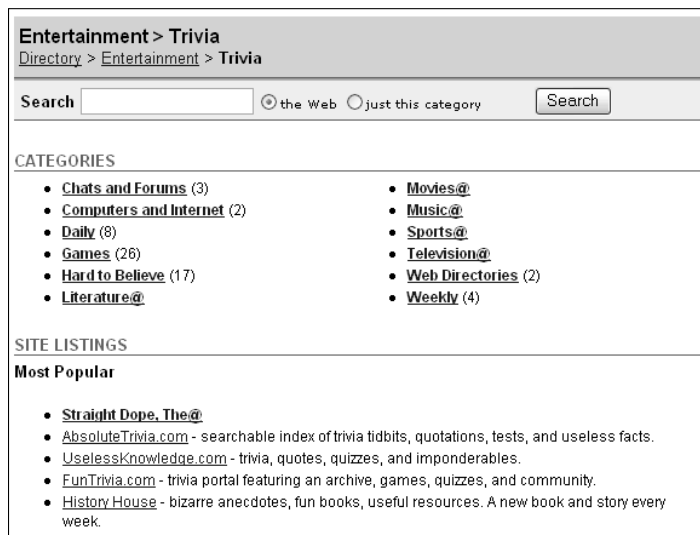 Entertainment > Trivia
Directory > Entertainment > Trivia
Search the Web just this category Search
CATEGORIES
Chats and Forums (3)
Computers and Internet (2)
Daily (8)
Games (26)
Hard to Believe (17)
Literature@
Movies@
Music@
Sports@
Television@
Web Directories (2)
Weekly (4)
SITE LISTINGS
Most Popular
Straight Dope, The@
AbsoluteTrivia.com - searchable index of trivia tidbits, quotations, tests, and useless facts.
UselessKnowledge.com - trivia, quotes, quizzes, and imponderables.
FunTrivia.com - trivia portal featuring an archive, games, quizzes, and community.
History House - bizarre anecdotes, fun books, useful resources. A new book and story every
week.